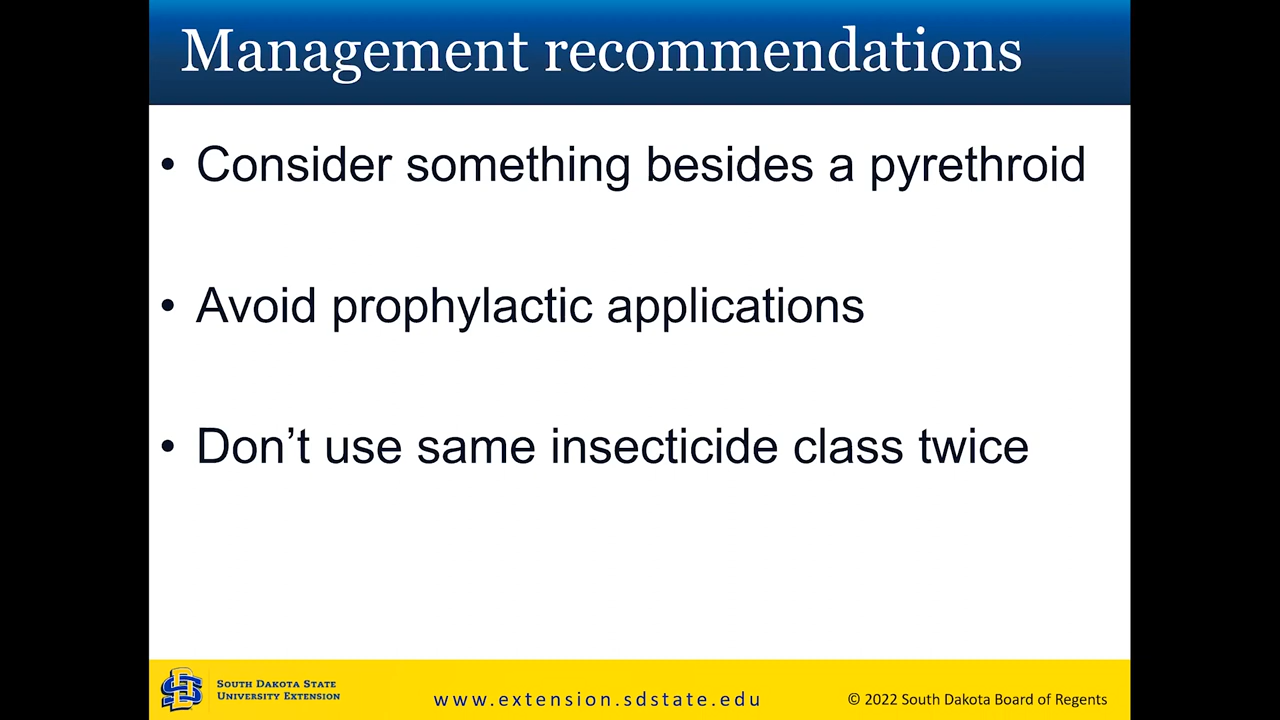 Management recommendations
• Consider something besides a pyrethroid
• Avoid prophylactic applications
• Don’t use same insecticide class twice
SOUTH DAKOTA STATE
UNIVERSITY EXTENSION
www.extension.sdstate.edu
© 2022 South Dakota Board of Regents